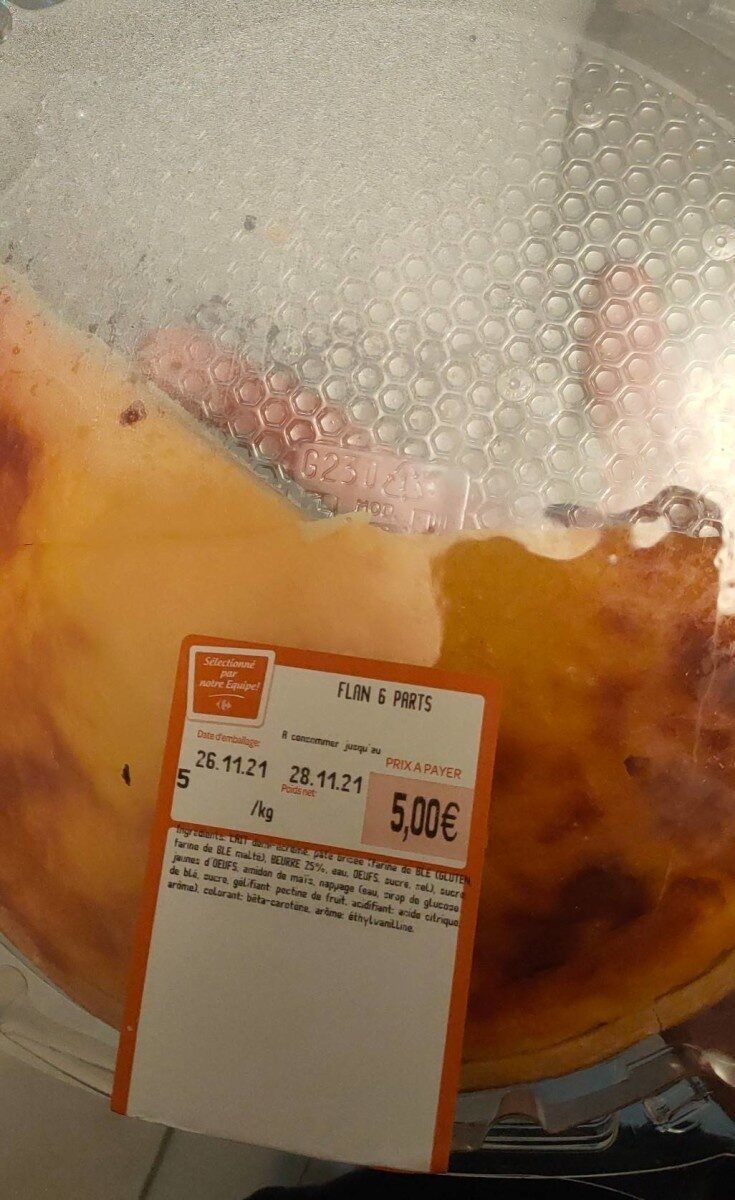 G23
MOD
Sélectionné
par
notre Equipe!
FLAN 6 PARTS
Date d'emballage:
A consommer jusqu'au
PRIX A PAYER
26.11.21
28.11.21
5
Poids net:
/kg
5,00€
Ingrédients: LAIT demi-écrémé, pâte brisée (farine de BLE (GLUTEN,
farine de BLE malté), BEURRE 25%, eau, OEUFS, sucre, sel), sucre
jaunes d'OEUFS, amidon de maïs, nappage (eau, sirop de glucose
de blé, sucre, gélifiant: pectine de fruit, acidifiant: acide citrique,
arôme), colorant: bêta-carotène, arôme: éthylvanilline.